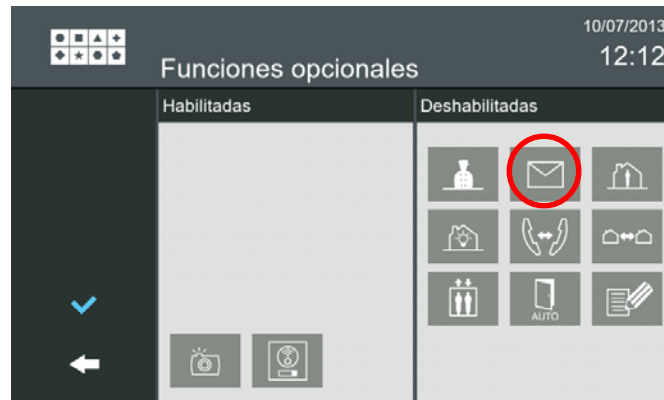 10/07/2013
12:12
Funciones opcionales
Habilitadas
Deshabilitadas
AUTO